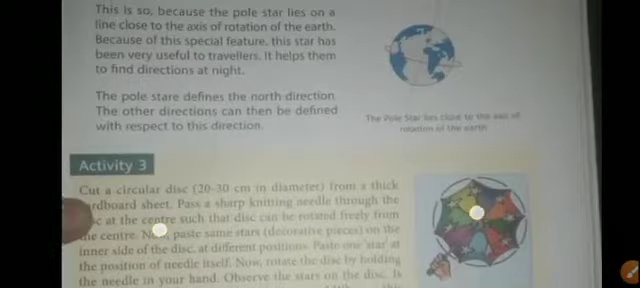 This is so, because the pole star lies on a
line close to the axis of rotation of the earth.
Because of this special feature, this star has
been very useful to travellers. It helps them
to find directions at night.
The pole stare defines the north direction.
The other directions can then be defined
with respect to this direction.
The Pole Star lies close to the axis of
rotation of the earth
Activity 3
Cut a circular disc (20-30 cm in diameter) from a thick
sheet. Pass a sharp knitting needle through the
at the centre such that disc can be rotated freely from
the centre. paste same stars (decorative pieces) on the
inner side of the disc, at different positions. Paste one 'star' at
the position of needle itself. Now, rotate the disc by holding
the needle in your hand. Observe the stars on the disc. Is